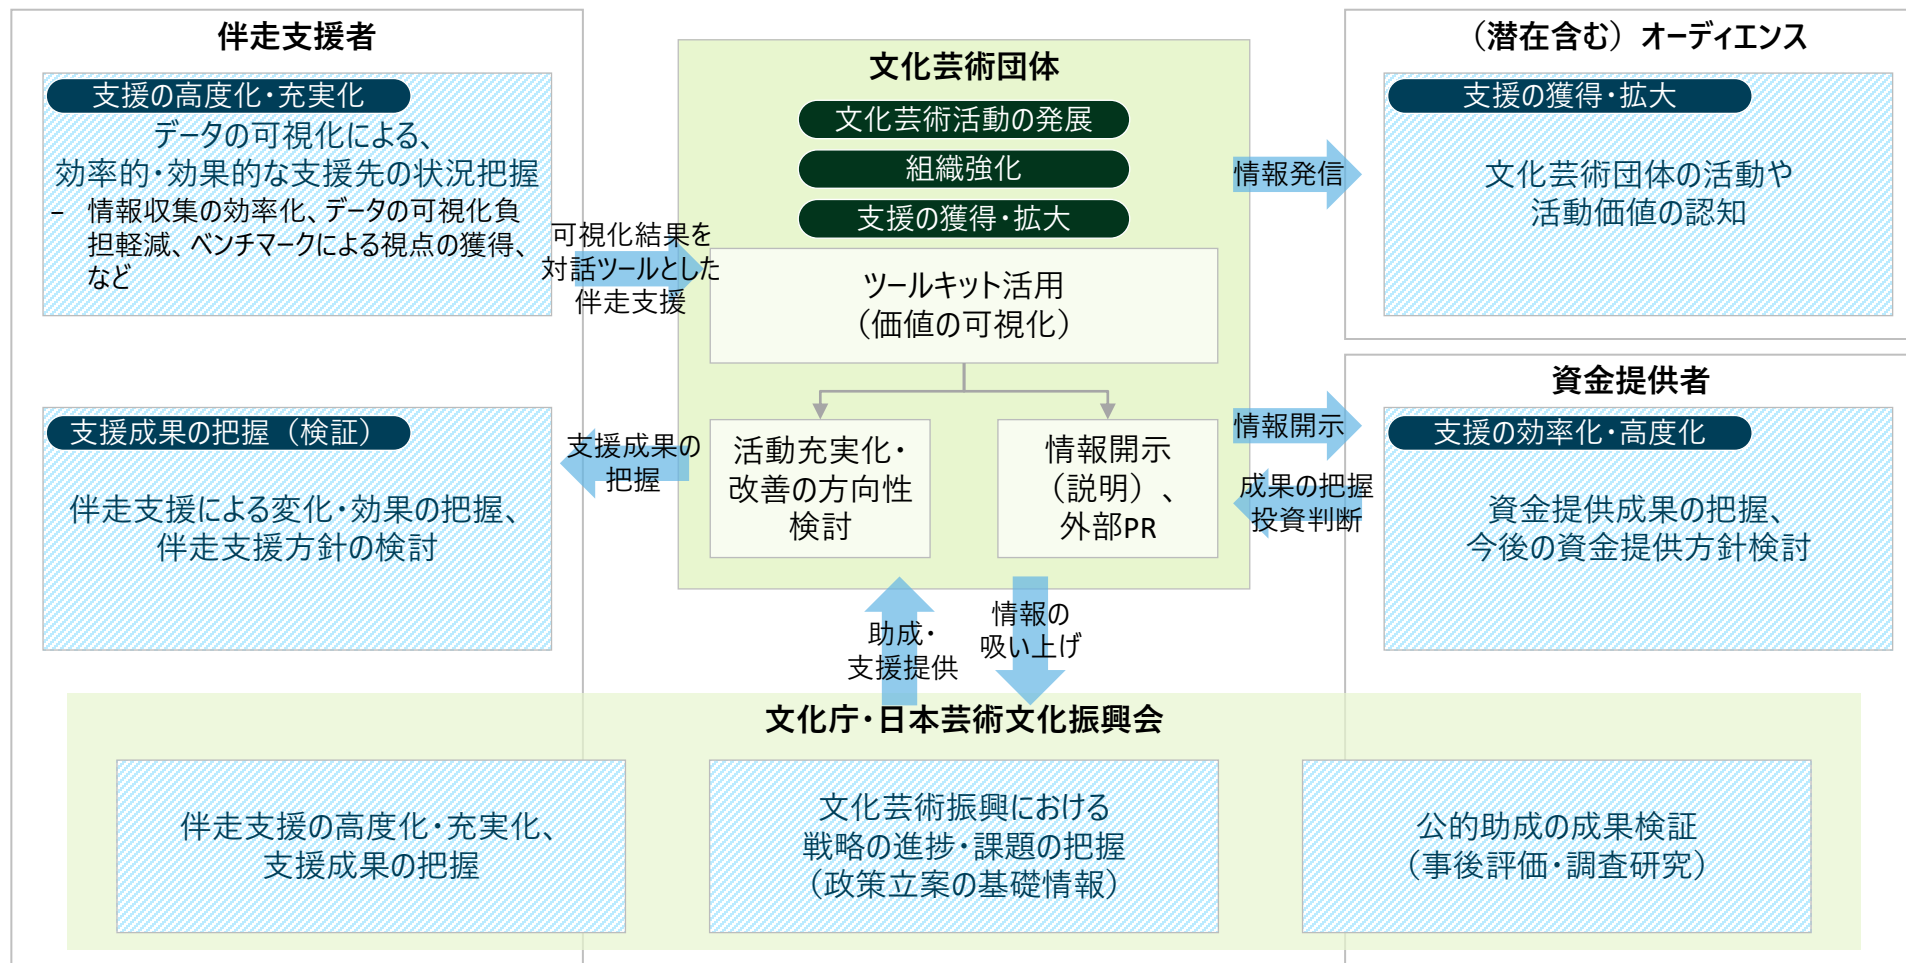 伴走支援者
支援の高度化・充実化
データの可視化による、
効率的・効果的な支援先の状況把握
– 情報収集の効率化、データの可視化負
担軽減、ベンチマークによる視点の獲得、
など
支援成果の把握（検証）
伴走支援による変化・効果の把握、
伴走支援方針の検討
可視化結果を
対話ツールとした
伴走支援
支援成果の
把握
文化芸術団体
文化芸術活動の発展
組織強化
支援の獲得・拡大
ツールキット活用
（価値の可視化）
活動充実化・
改善の方向性
検討
情報開示
（説明）、
外部PR
情報発信
情報開示
成果の把握
投資判断
（潜在含む）オーディエンス
支援の獲得・拡大
文化芸術団体の活動や
活動価値の認知
資金提供者
支援の効率化・高度化
資金提供成果の把握、
今後の資金提供方針検討
助成・
支援提供
情報の
吸い上げ
文化庁・日本芸術文化振興会
伴走支援の高度化・充実化、
支援成果の把握
文化芸術振興における
戦略の進捗・課題の把握
（政策立案の基礎情報）
公的助成の成果検証
（事後評価・調査研究）